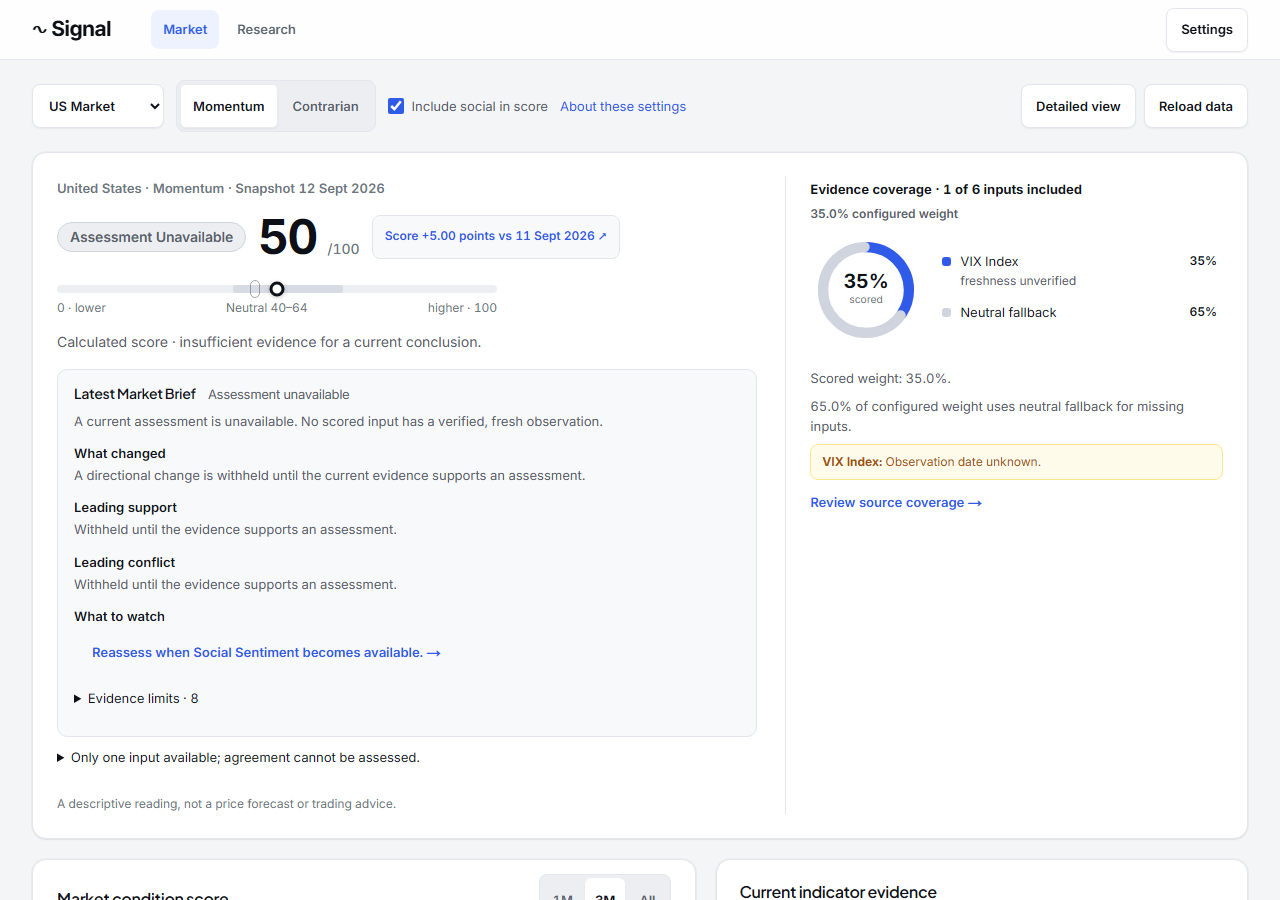 Signal
Market
Research
Settings
US Market
Momentum
Contrarian
Include social in score
About these settings
Detailed view
Reload data
United States · Momentum · Snapshot 12 Sept 2026
Assessment Unavailable
50 /100
Score +5.00 points vs 11 Sept 2026 ↗
0 · lower
Neutral 40–64
higher · 100
Calculated score · insufficient evidence for a current conclusion.
Latest Market Brief
Assessment unavailable
A current assessment is unavailable. No scored input has a verified, fresh observation.
What changed
A directional change is withheld until the current evidence supports an assessment.
Leading support
Withheld until the evidence supports an assessment.
Leading conflict
Withheld until the evidence supports an assessment.
What to watch
Reassess when Social Sentiment becomes available. →
Evidence limits · 8
Only one input available; agreement cannot be assessed.
A descriptive reading, not a price forecast or trading advice.
Evidence coverage · 1 of 6 inputs included
35.0% configured weight
35%
scored
VIX Index
35%
freshness unverified
Neutral fallback
65%
Scored weight: 35.0%.
65.0% of configured weight uses neutral fallback for missing
inputs.
VIX Index: Observation date unknown.
Review source coverage →
Market condition score
1M
3M
All
Current indicator evidence